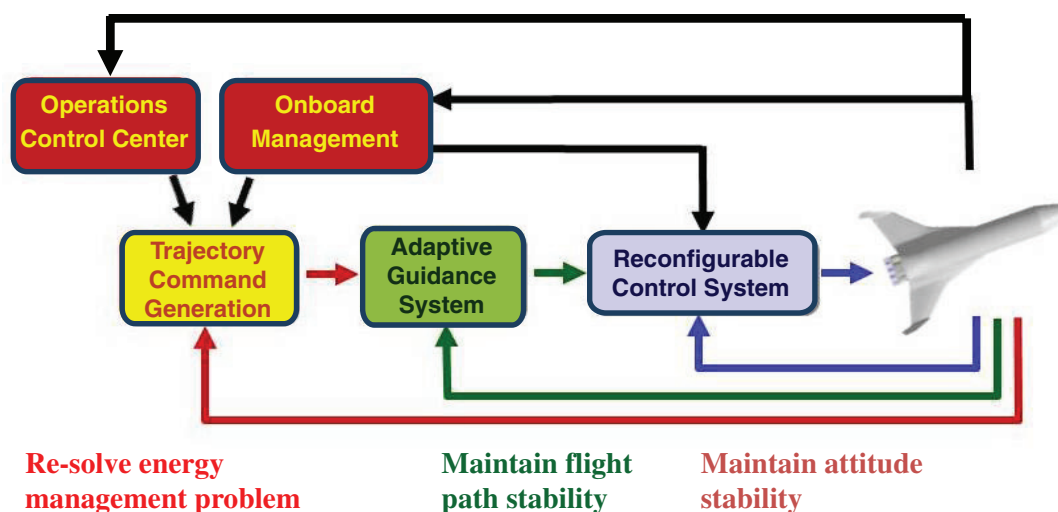 Operations
Control Center
Onboard
Management
Trajectory
Command
Generation
Adaptive
Guidance
System
Reconfigurable
Control System
Re-solve energy
management problem
Maintain flight
path stability
Maintain attitude
stability